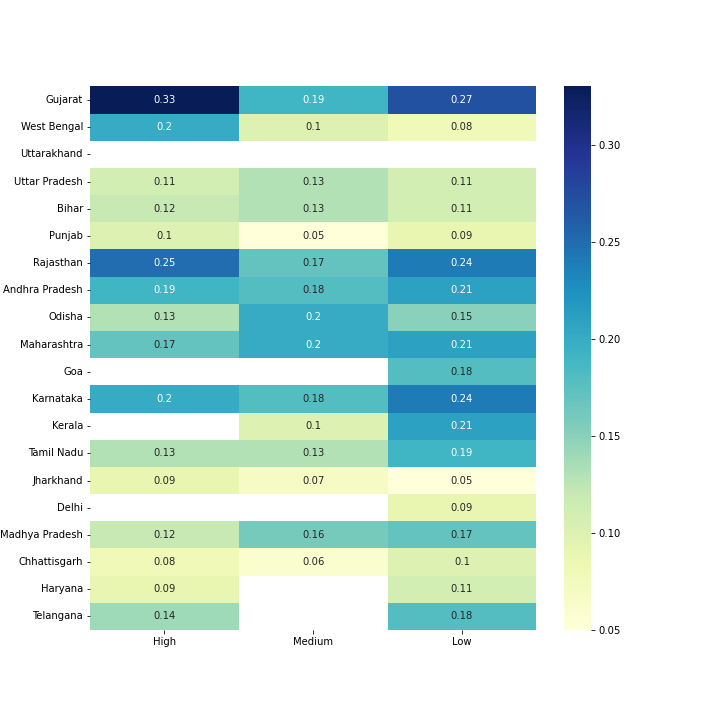 Gujarat 0.33 0.19 0.27
West Bengal 0.2 0.1 0.08
Uttarakhand
Uttar Pradesh 0.11 0.13 0.11
Bihar 0.12 0.13 0.11
Punjab 0.1 0.05 0.09
Rajasthan 0.25 0.17 0.24
Andhra Pradesh 0.19 0.18 0.21
Odisha 0.13 0.2 0.15
Maharashtra 0.17 0.2 0.21
Goa 0.18
Karnataka 0.2 0.18 0.24
Kerala 0.1 0.21
Tamil Nadu 0.13 0.13 0.19
Jharkhand 0.09 0.07 0.05
Delhi 0.09
Madhya Pradesh 0.12 0.16 0.17
Chhattisgarh 0.08 0.06 0.1
Haryana 0.09 0.11
Telangana 0.14 0.18
High Medium Low
0.30
0.25
0.20
0.15
0.10
0.05